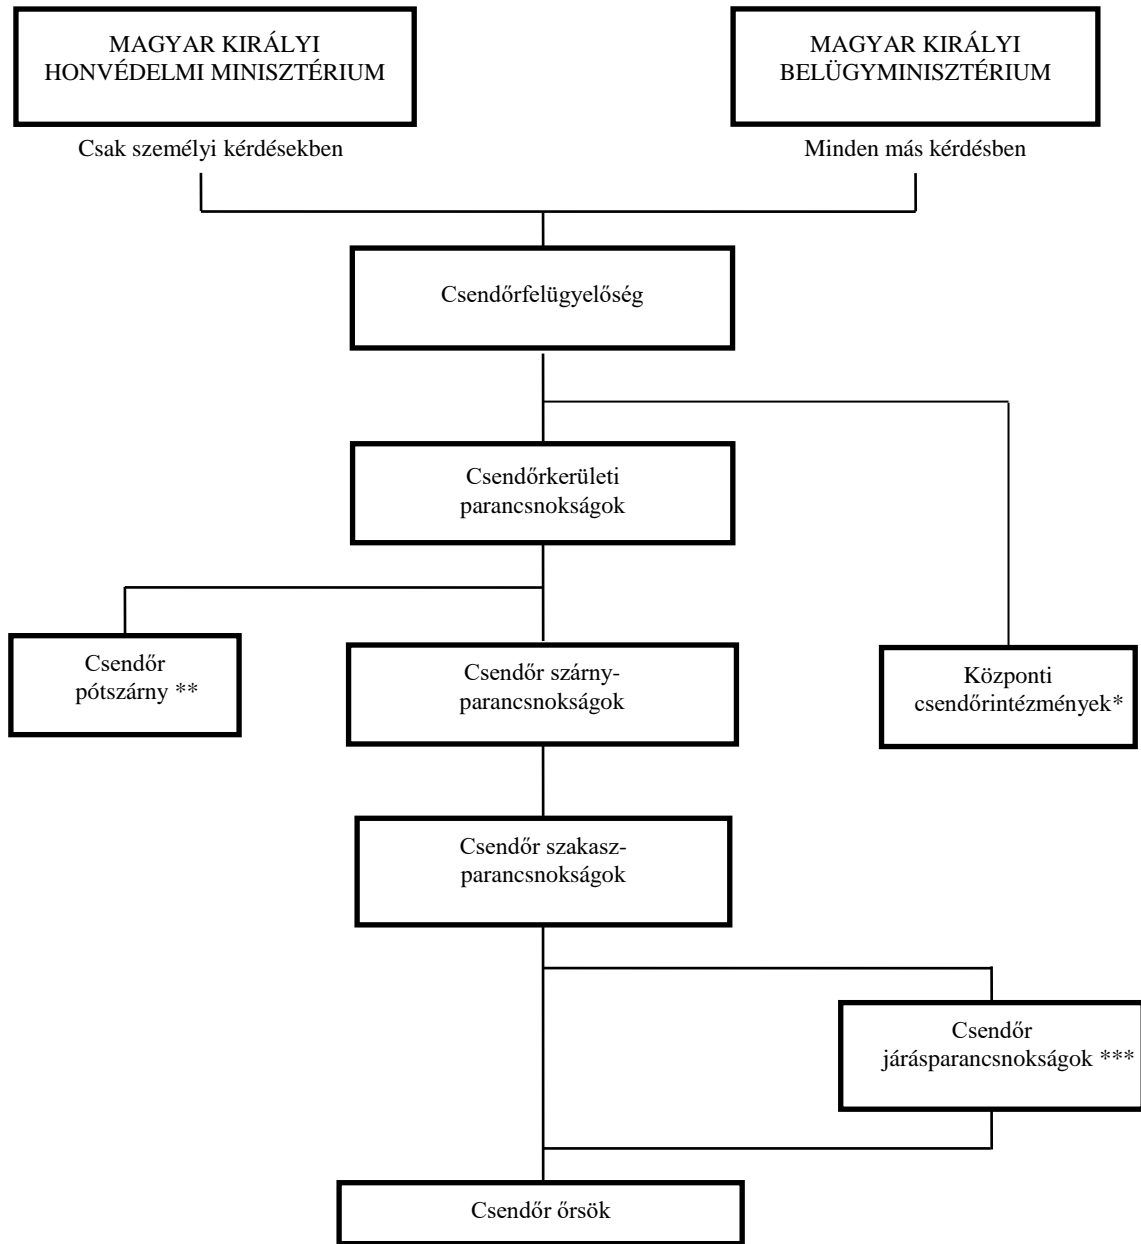 MAGYAR KIRÁLYI
HONVÉDELMI MINISZTÉRIUM
MAGYAR KIRÁLYI
BELÜGYMINISZTÉRIUM
Csak személyi kérdésekben
Minden más kérdésben
Csendőrfelügyelőség
Csendőrkerületi
parancsnokságok
Csendőr
pótszárny **
Csendőr szárny-
parancsnokságok
Központi
csendőrintézmények*
Csendőr szakasz-
parancsnokságok
Csendőr
járásparancsnokságok ***
Csendőr őrsök